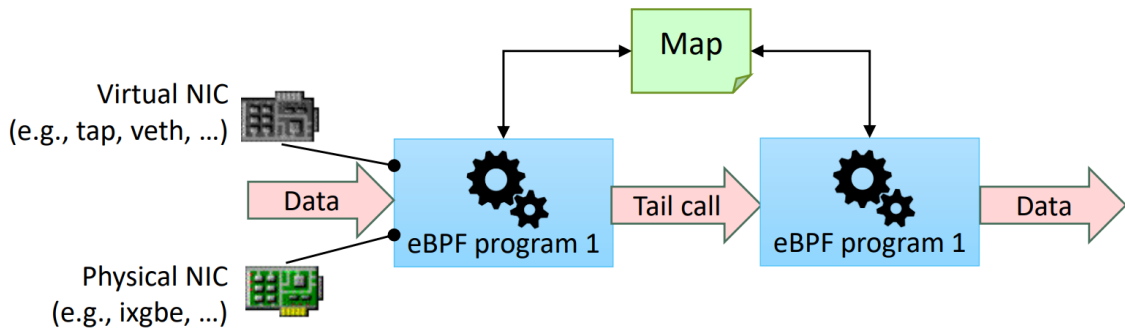 Map
Virtual NIC
(e.g., tap, veth, …)
Data
eBPF program 1
Tail call
eBPF program 1
Data
Physical NIC
(e.g., ixgbe, …)